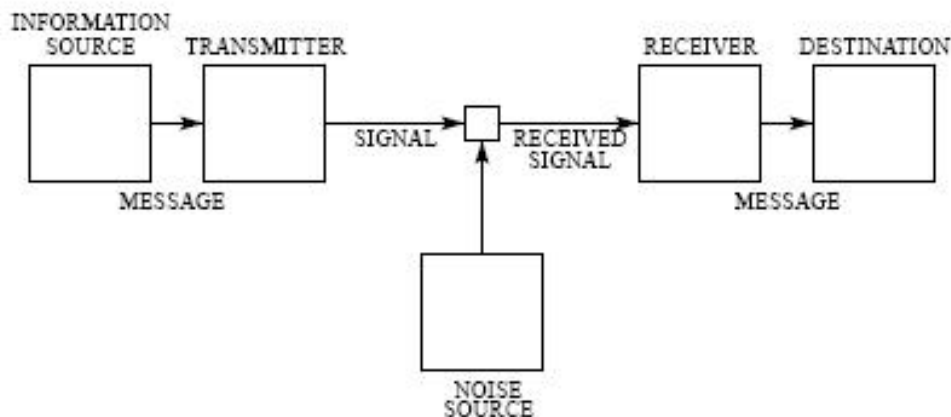 INFORMATION
SOURCE
TRANSMITTER
RECEIVER
DESTINATION
SIGNAL
RECEIVED
SIGNAL
MESSAGE
MESSAGE
NOISE
SOURCE